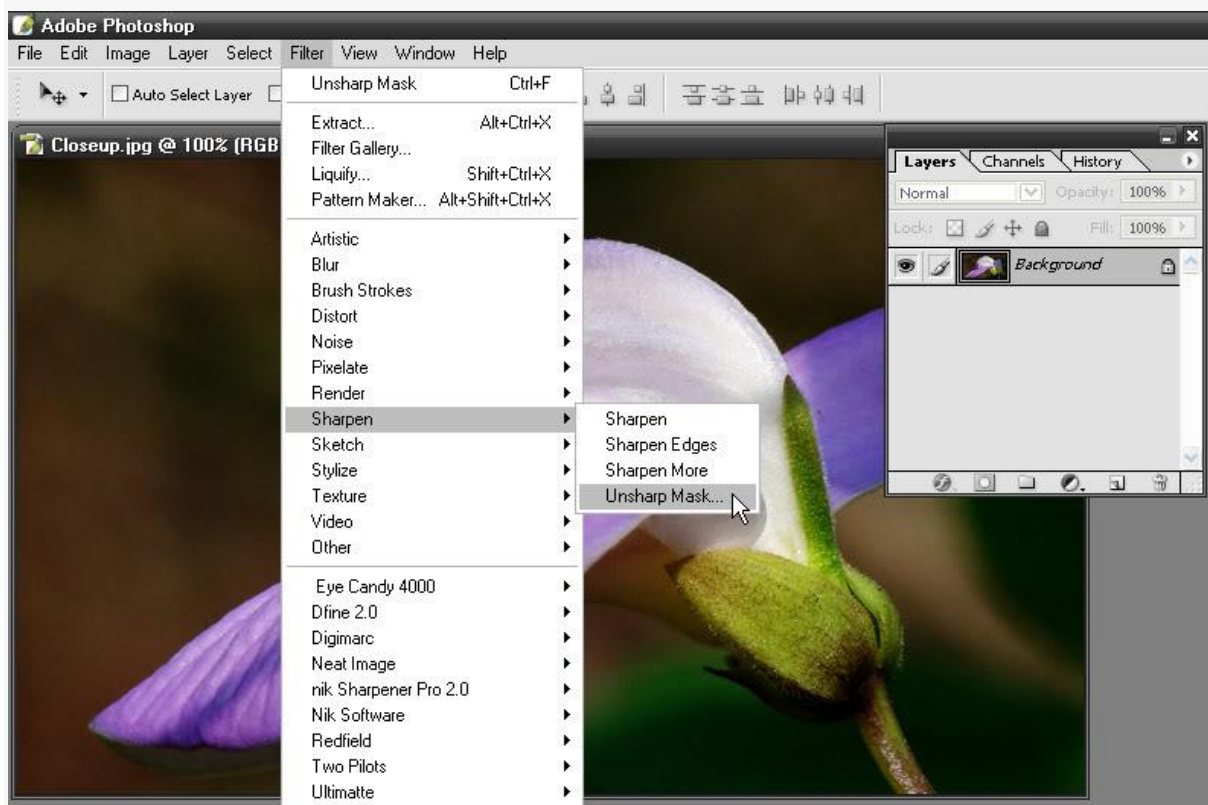 Adobe Photoshop
File Edit Image Layer Select Filter View Window Help
Auto Select Layer
Closeup.jpg @ 100% (RGB
Unsharp Mask Ctrl+F
Extract... Alt+Ctrl+X
Filter Gallery...
Liquify... Shift+Ctrl+X
Pattern Maker... Alt+Shift+Ctrl+X
Artistic
Blur
Brush Strokes
Distort
Noise
Pixelate
Render
Sharpen
Sketch
Stylize
Texture
Video
Other
Eye Candy 4000
Dfine 2.0
Digimarc
Neat Image
nik Sharpener Pro 2.0
Nik Software
Redfield
Two Pilots
Ultimatte
Sharpen
Sharpen Edges
Sharpen More
Unsharp Mask...
Layers Channels History
Normal Opacity: 100%
Lock: Fill: 100%
Background